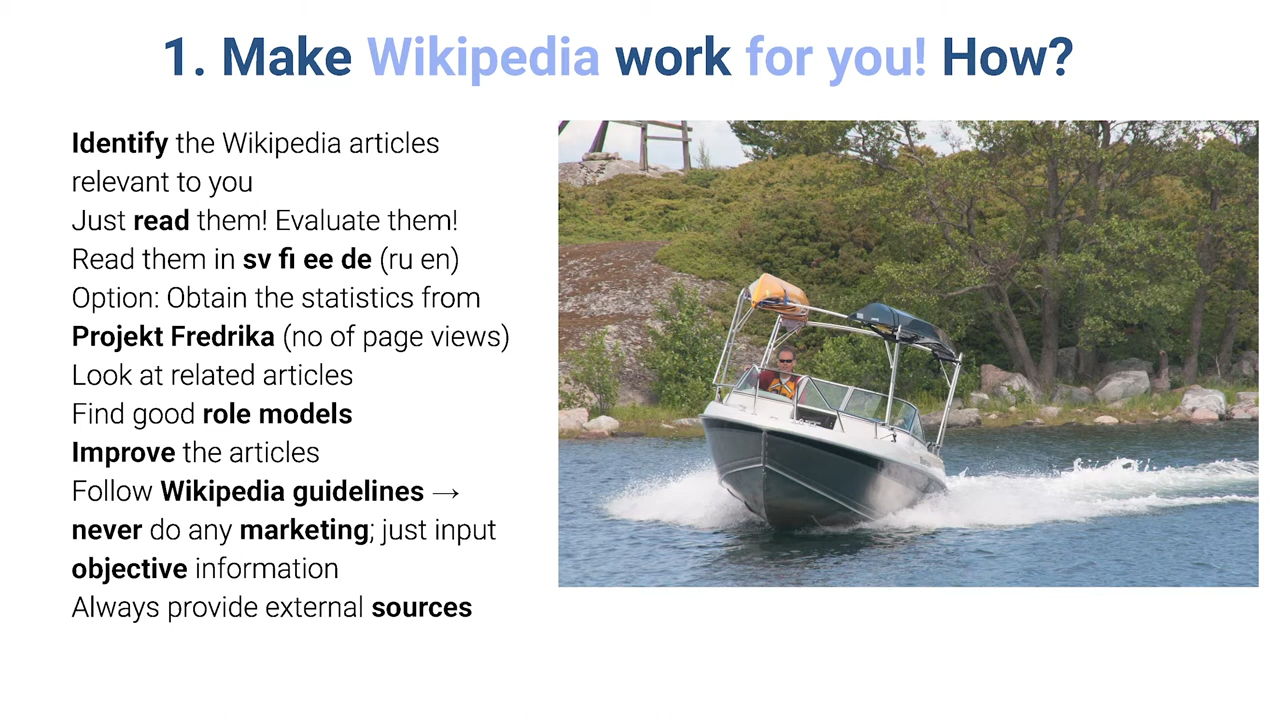 1. Make Wikipedia work for you! How?
Identify the Wikipedia articles
relevant to you
Just read them! Evaluate them!
Read them in sv fi ee de (ru en)
Option: Obtain the statistics from
Projekt Fredrika (no of page views)
Look at related articles
Find good role models
Improve the articles
Follow Wikipedia guidelines →
never do any marketing; just input
objective information
Always provide external sources